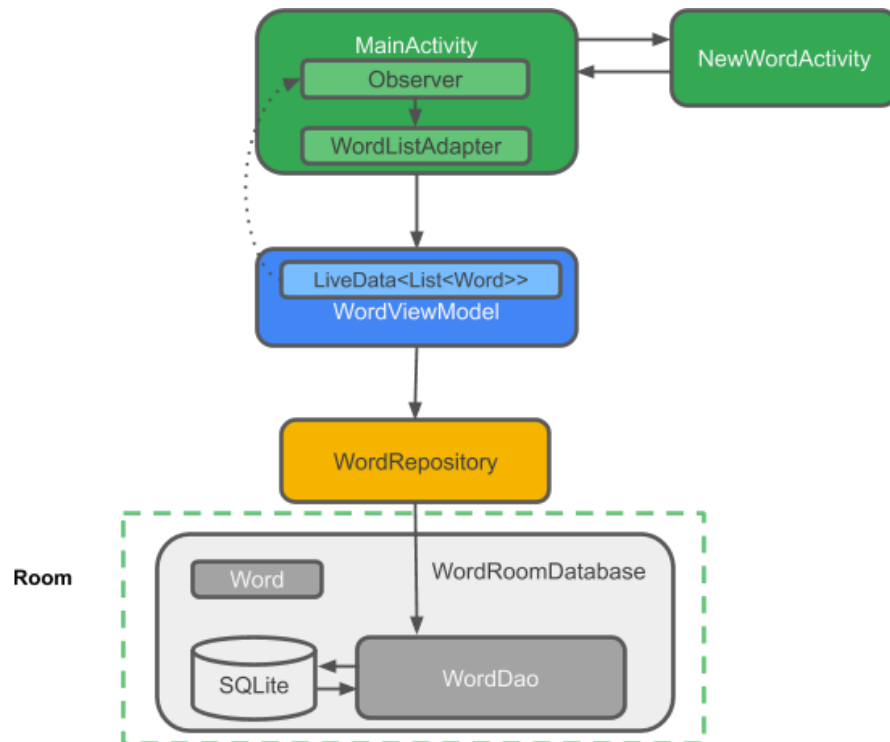 MainActivity
Observer
WordListAdapter
NewWordActivity
LiveData<List<Word>>
WordViewModel
WordRepository
Room
Word
WordRoomDatabase
SQLite
WordDao